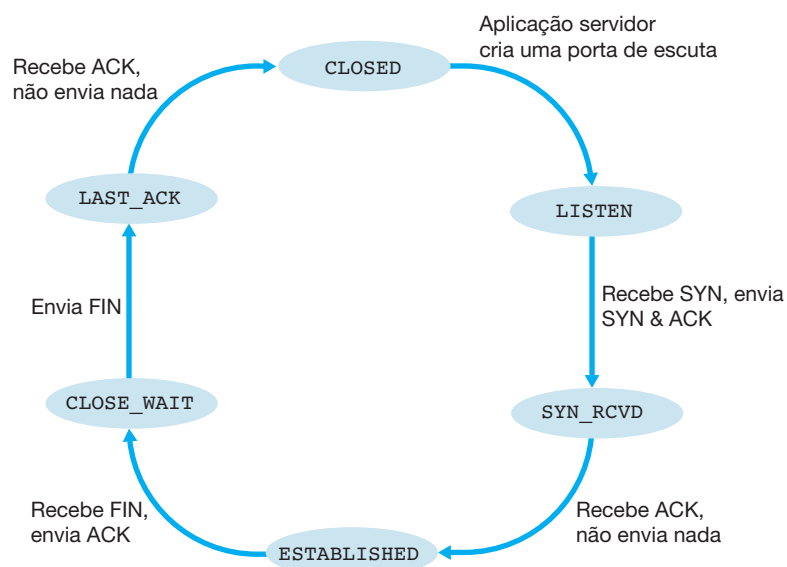 Aplicação servidor
cria uma porta de escuta
CLOSED
Recebe ACK,
não envia nada
LAST_ACK
LISTEN
Envia FIN
Recebe SYN, envia
SYN & ACK
CLOSE_WAIT
SYN_RCVD
Recebe FIN,
envia ACK
Recebe ACK,
não envia nada
ESTABLISHED